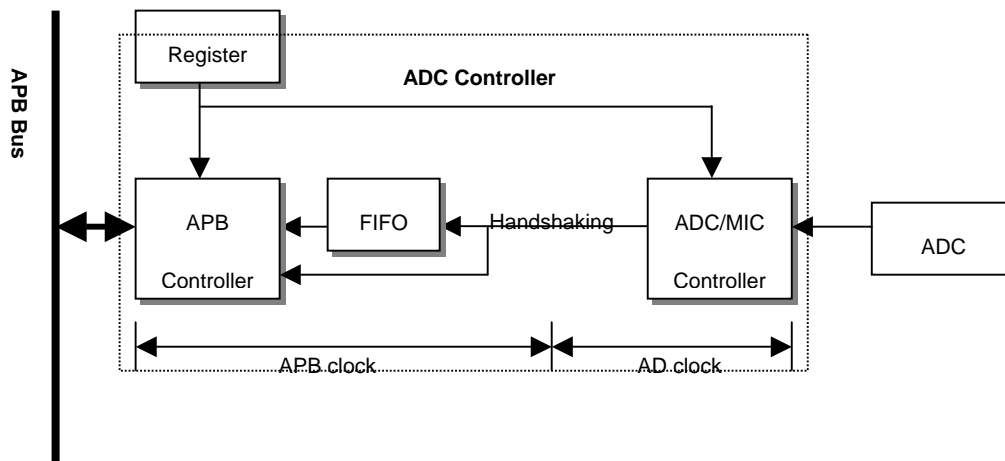 Register
ADC Controller
APB Bus
APB
Controller
FIFO
Handshaking
ADC/MIC
Controller
ADC
APB clock
AD clock